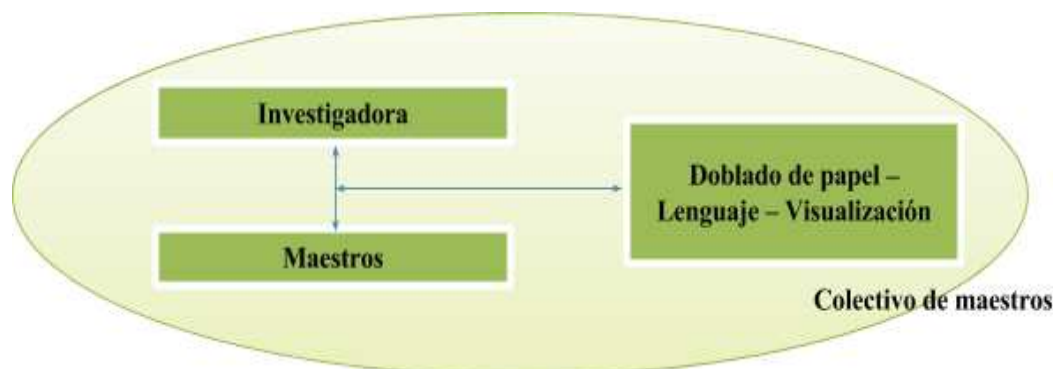 Investigadora
Doblado de papel –
Lenguaje – Visualización
Maestros
Colectivo de maestros